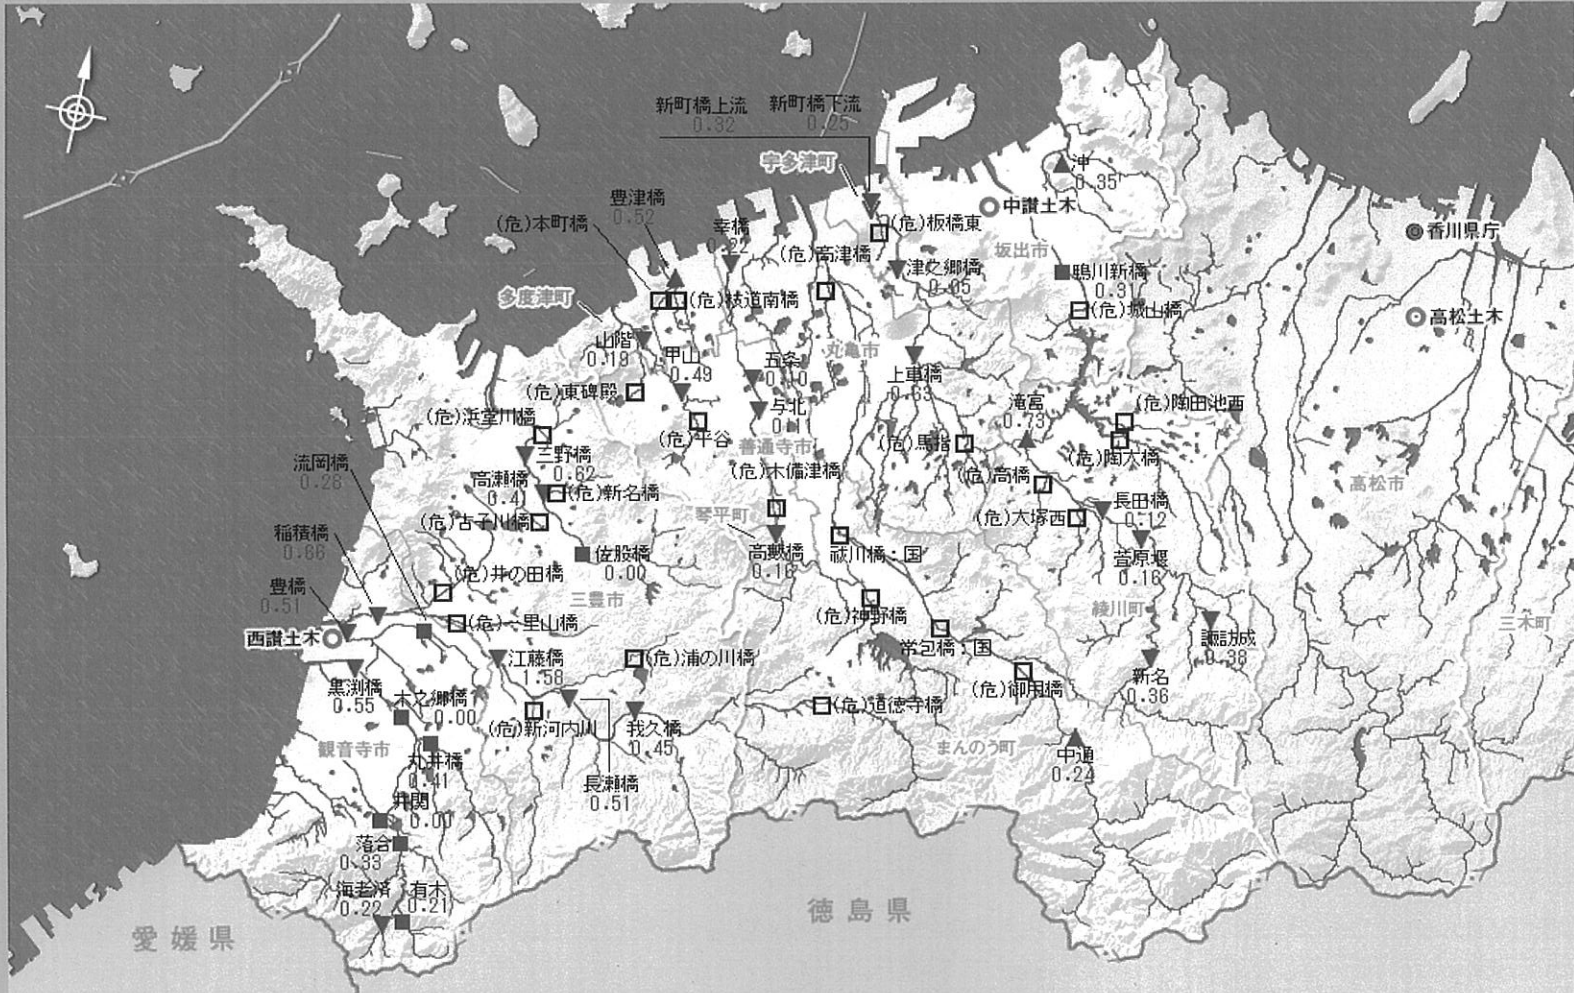 新町橋上流
0.32
新町橋下流
0.25
宇多津町
沖
0.35
中讃土木
豊津橋
0.52
(危)本町橋
幸橋
0.22
(危)高津橋
(危)板橋東
坂出市
香川県庁
津之郷橋
0.05
鴨川新橋
0.31
多度津町
(危)枝道南橋
(危)城山橋
高松土木
山階
0.19
甲山
0.49
五条
0.10
丸亀市
上車橋
0.63
(危)東碑殿
与北
0.11
滝宮
0.73
(危)陶田池西
(危)浜堂川橋
(危)平谷
善通寺市
(危)馬指
(危)陶大橋
流岡橋
0.28
三野橋
0.62
(危)木備津橋
高瀬橋
0.41
(危)新名橋
(危)高橋
高松市
長田橋
0.12
(危)古子川橋
琴平町
(危)大塚西
稲積橋
0.66
佐股橋
0.00
高藪橋
0.16
祓川橋:国
萱原堰
0.16
(危)井の田橋
豊橋
0.51
三豊市
(危)神野橋
綾川町
(危)一里山橋
三木町
西讃土木
諏訪成
0.38
江藤橋
1.58
(危)浦の川橋
常包橋:国
黒渕橋
0.55
木之郷橋
0.00
(危)御用橋
新名
0.36
(危)新河内川
我久橋
0.45
(危)道徳寺橋
観音寺市
丸井橋
0.41
まんのう町
中通
0.24
長瀬橋
0.51
井関
0.00
落合
0.33
海老済
0.22
有木
0.21
愛媛県
徳島県